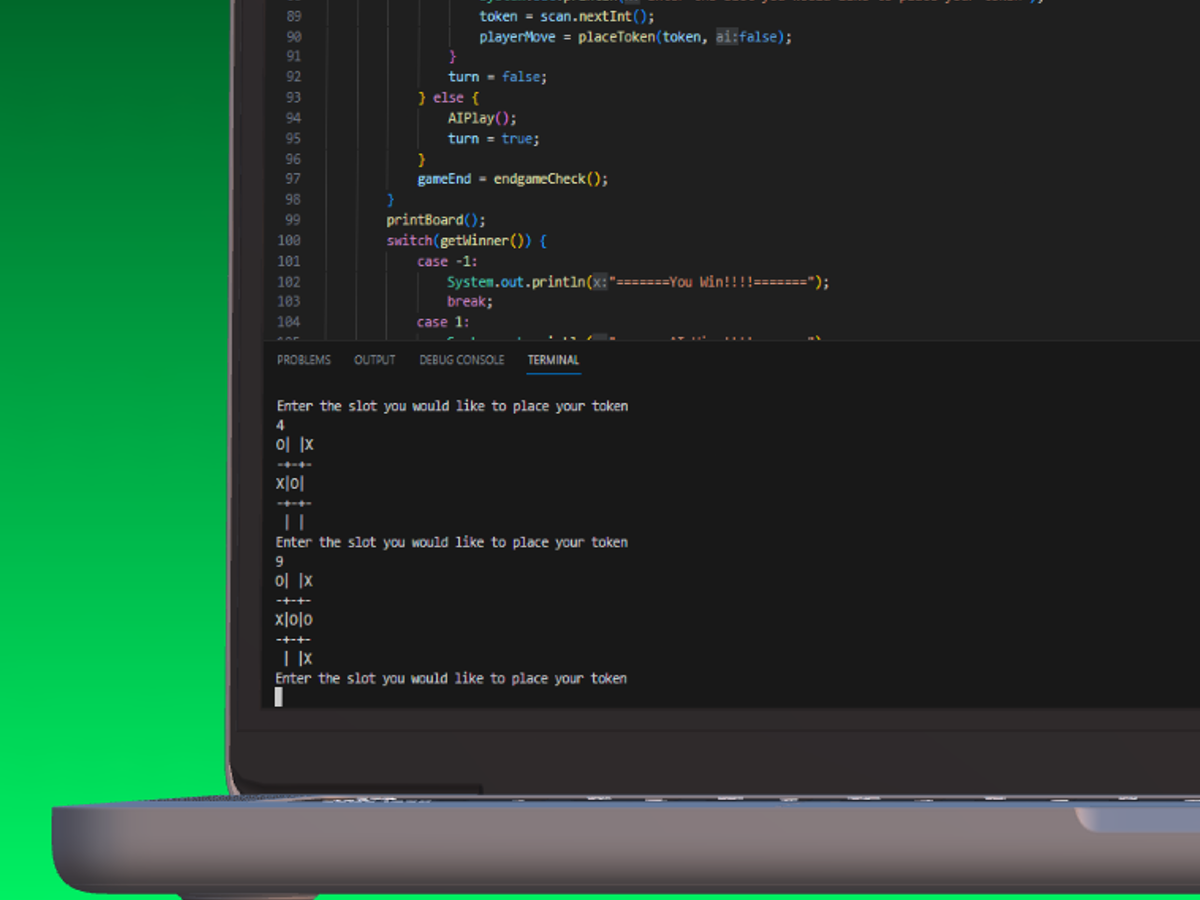 89 token = scan.nextInt();
90 playerMove = placeToken(token, ai:false);
91 }
92 turn = false;
93 } else {
94 AIPlay();
95 turn = true;
96 }
97 gameEnd = endgameCheck();
98 }
99 printBoard();
100 switch(getWinner()) {
101 case -1:
102 System.out.println(x:"=======You Win!!!!=======");
103 break;
104 case 1:
PROBLEMS OUTPUT DEBUG CONSOLE TERMINAL
Enter the slot you would like to place your token
4
O| |X
-+-+-
X|O|
-+-+-
 | |
Enter the slot you would like to place your token
9
O| |X
-+-+-
X|O|O
-+-+-
 | |X
Enter the slot you would like to place your token